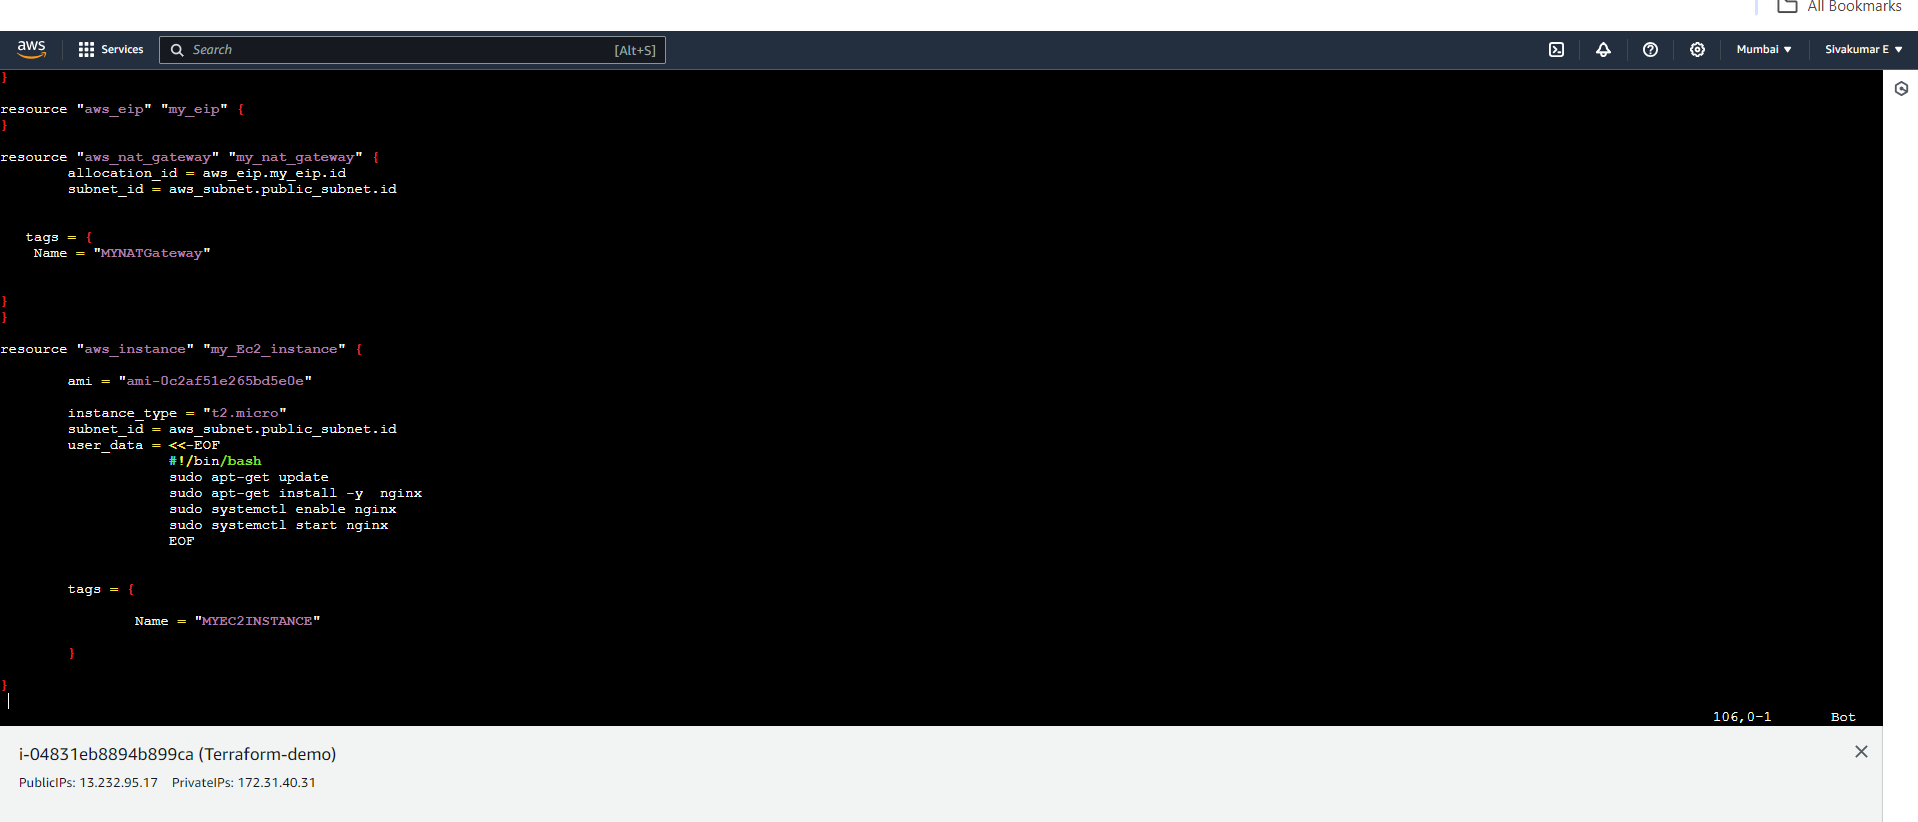 All Bookmarks
aws Services Search [Alt+S] Mumbai Sivakumar E
}
resource "aws_eip" "my_eip" {
}
resource "aws_nat_gateway" "my_nat_gateway" {
allocation_id = aws_eip.my_eip.id
subnet_id = aws_subnet.public_subnet.id
tags = {
Name = "MYNATGateway"
}
}
resource "aws_instance" "my_Ec2_instance" {
ami = "ami-0c2af51e265bd5e0e"
instance_type = "t2.micro"
subnet_id = aws_subnet.public_subnet.id
user_data = <<-EOF
#!/bin/bash
sudo apt-get update
sudo apt-get install -y  nginx
sudo systemctl enable nginx
sudo systemctl start nginx
EOF
tags = {
Name = "MYEC2INSTANCE"
}
}
106,0-1 Bot
i-04831eb8894b899ca (Terraform-demo)
PublicIPs: 13.232.95.17 PrivateIPs: 172.31.40.31